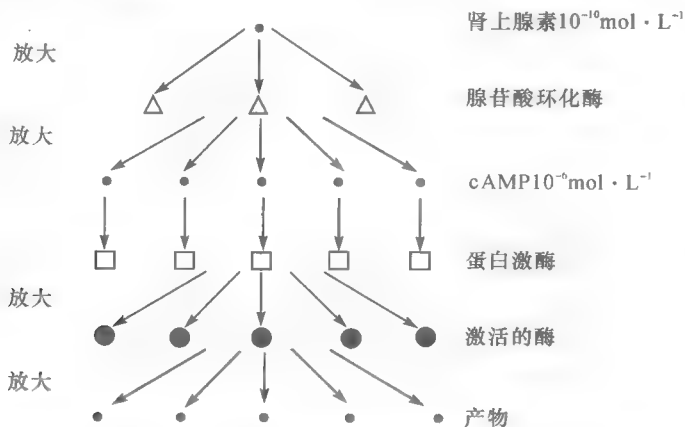 肾上腺素10⁻¹⁰mol·L⁻¹
放大
腺苷酸环化酶
放大
cAMP10⁻⁶mol·L⁻¹
蛋白激酶
放大
激活的酶
放大
产物